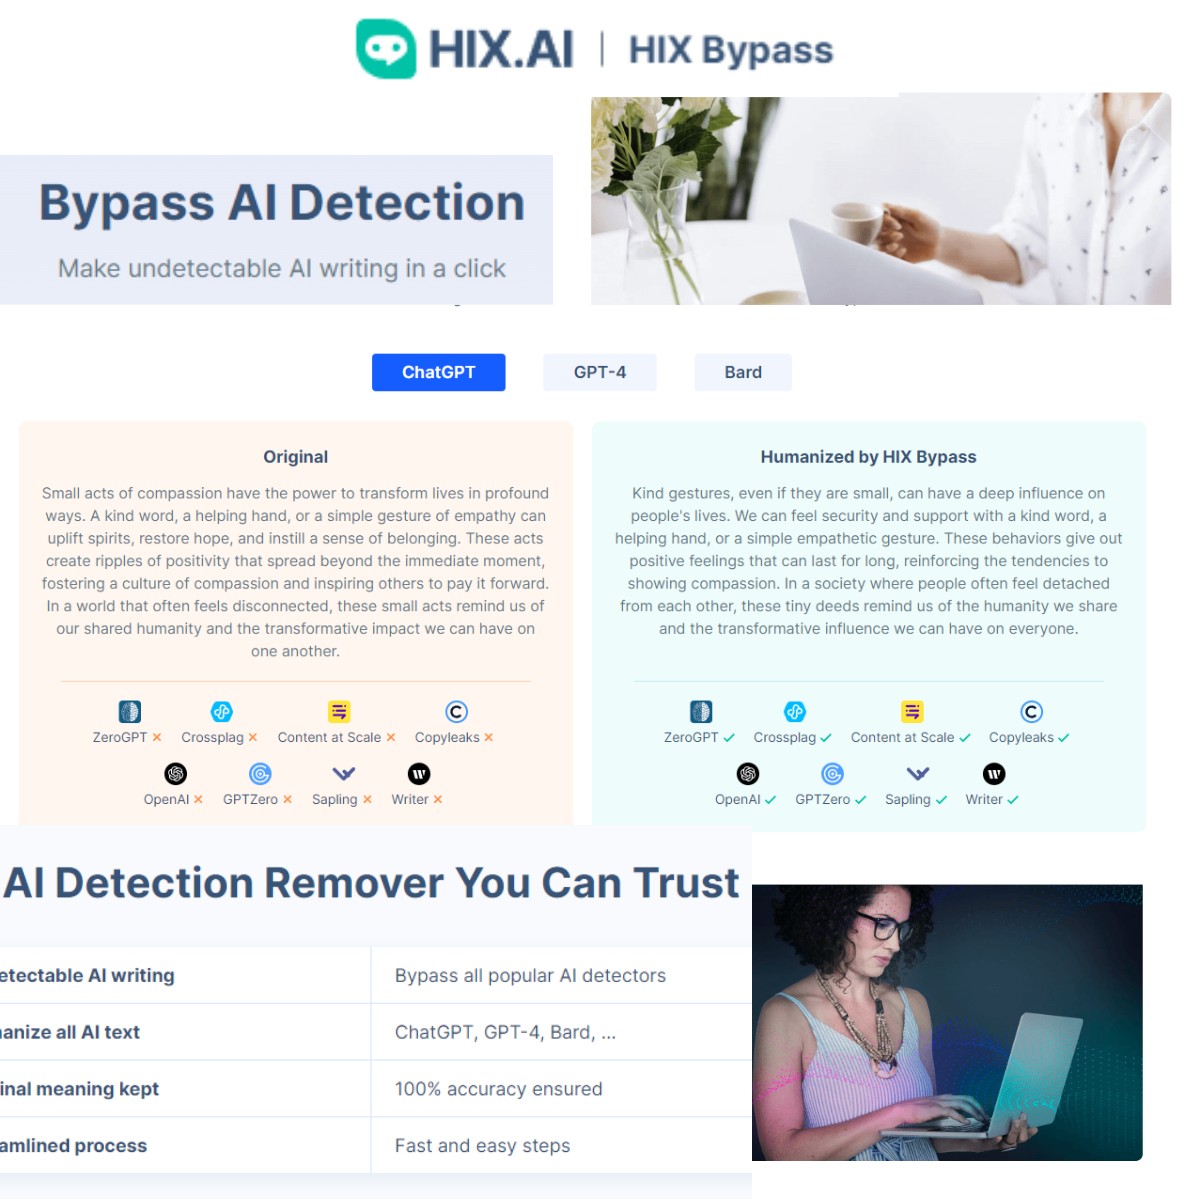 HIX.AI | HIX Bypass
Bypass AI Detection
Make undetectable AI writing in a click
ChatGPT
GPT-4
Bard
Original
Small acts of compassion have the power to transform lives in profound
ways. A kind word, a helping hand, or a simple gesture of empathy can
uplift spirits, restore hope, and instill a sense of belonging. These acts
create ripples of positivity that spread beyond the immediate moment,
fostering a culture of compassion and inspiring others to pay it forward.
In a world that often feels disconnected, these small acts remind us of
our shared humanity and the transformative impact we can have on
one another.
ZeroGPT
Crossplag
Content at Scale
Copyleaks
OpenAI
GPTZero
Sapling
Writer
Humanized by HIX Bypass
Kind gestures, even if they are small, can have a deep influence on
people's lives. We can feel security and support with a kind word, a
helping hand, or a simple empathetic gesture. These behaviors give out
positive feelings that can last for long, reinforcing the tendencies to
showing compassion. In a society where people often feel detached
from each other, these tiny deeds remind us of the humanity we share
and the transformative influence we can have on everyone.
ZeroGPT
Crossplag
Content at Scale
Copyleaks
OpenAI
GPTZero
Sapling
Writer
AI Detection Remover You Can Trust
etectable AI writing
Bypass all popular AI detectors
anize all AI text
ChatGPT, GPT-4, Bard, ...
inal meaning kept
100% accuracy ensured
amlined process
Fast and easy steps